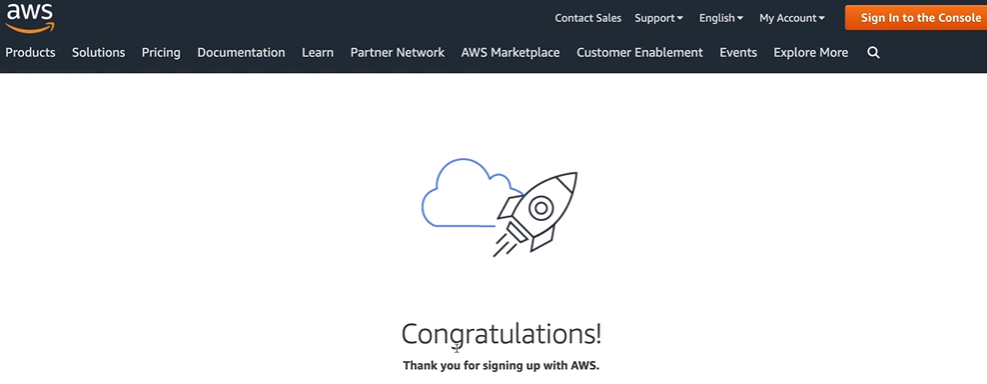 aws
Contact Sales Support English My Account Sign In to the Console
Products Solutions Pricing Documentation Learn Partner Network AWS Marketplace Customer Enablement Events Explore More
Congratulations!
Thank you for signing up with AWS.